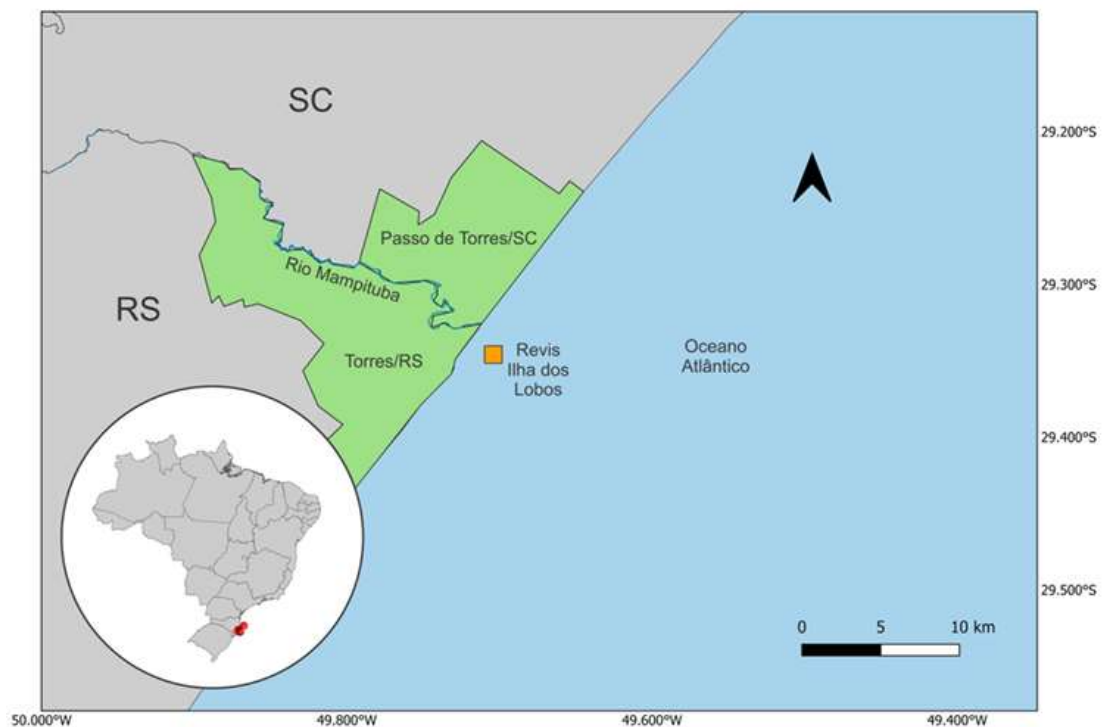 SC
29.200°S
Passo de Torres/SC
Rio Mampituba
29.300°S
RS
Torres/RS
Revis
Ilha dos
Lobos
Oceano
Atlântico
29.400°S
29.500°S
0 5 10 km
50.000°W 49.800°W 49.600°W 49.400°W